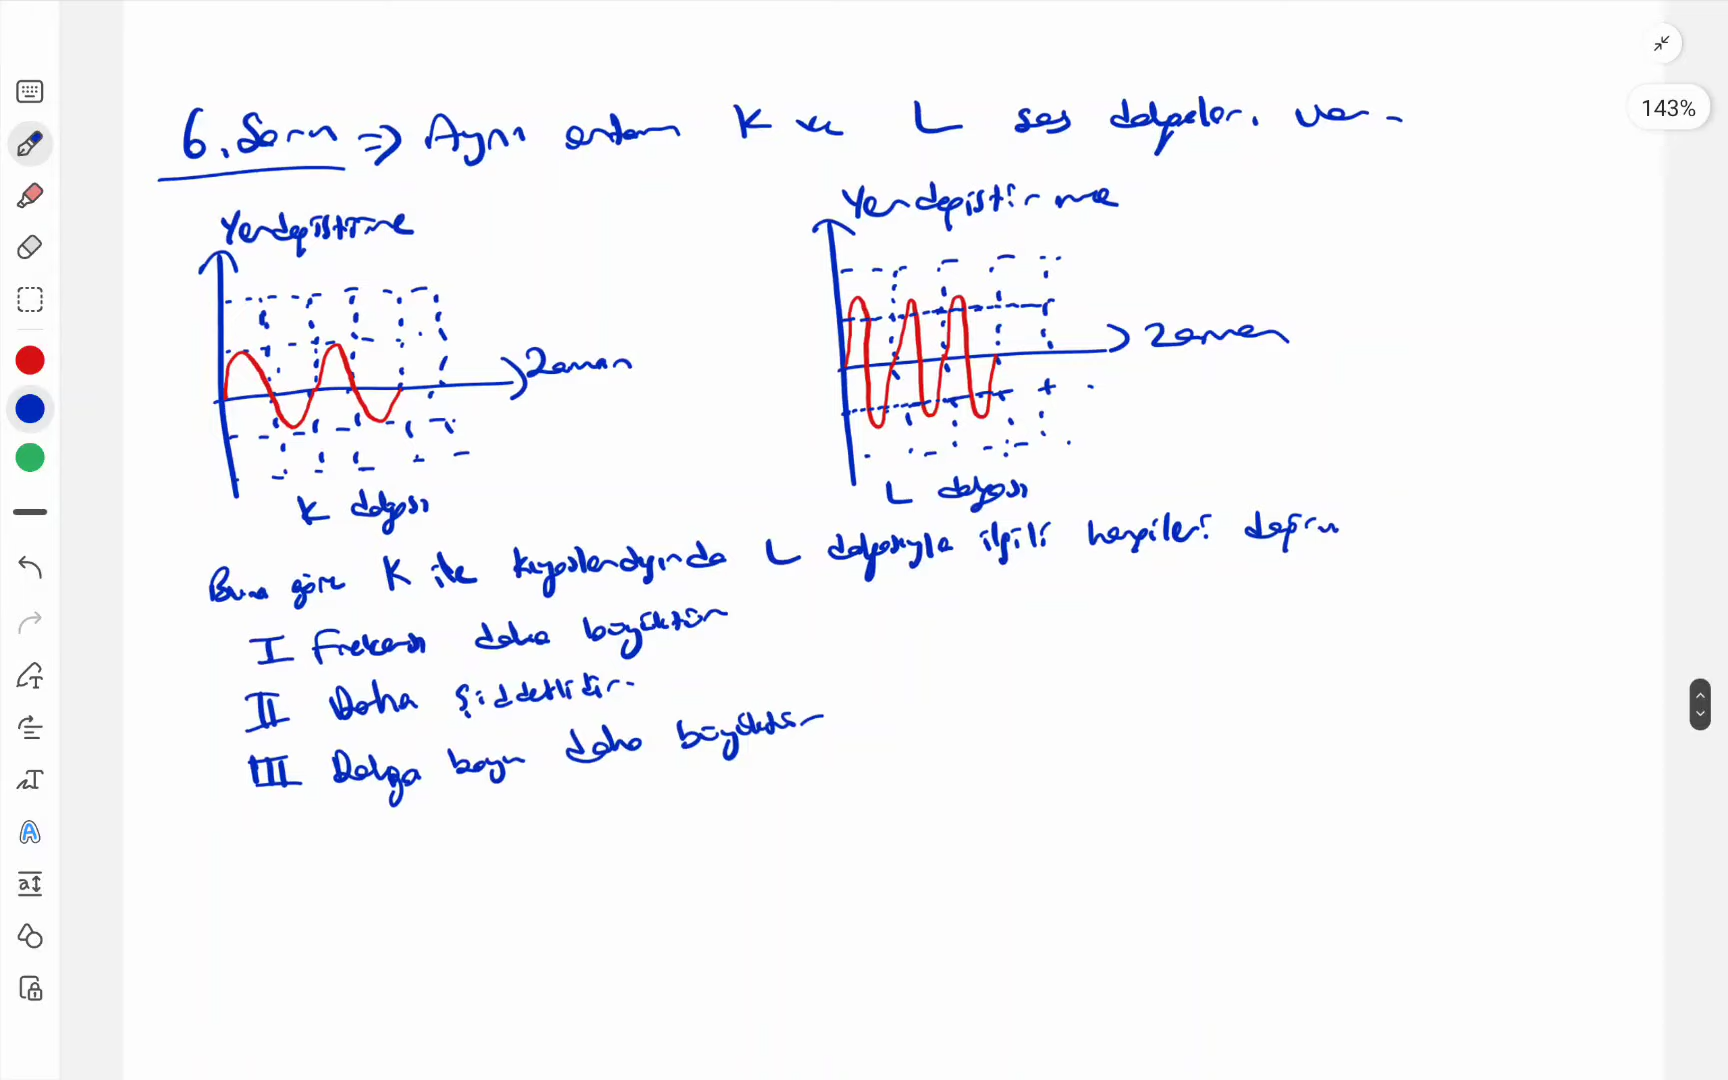 143%
6. Soru => Aynı ortam K ve L ses dalgaları var.
Yerdeğiştirme
Yerdeğiştirme
Zaman
Zaman
K dalgası
L dalgası
Buna göre K ile kıyaslandığında L dalgasıyla ilgili hangileri doğru
I Frekansı daha büyüktür
II Daha şiddetlidir.
III Dalga boyu daha büyüktür